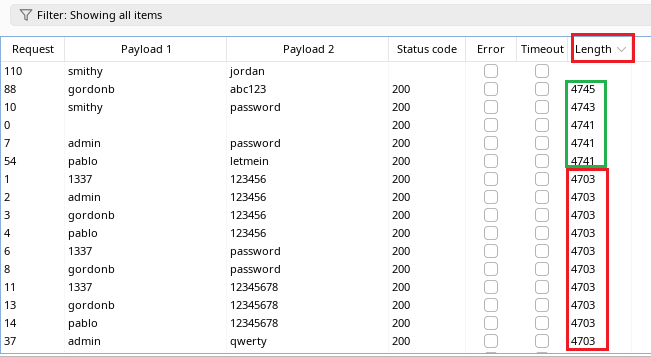 Filter: Showing all items
Request Payload 1 Payload 2 Status code Error Timeout Length
110 smithy jordan
88 gordonb abc123 200 4745
10 smithy password 200 4743
0 200 4741
7 admin password 200 4741
54 pablo letmein 200 4741
1 1337 123456 200 4703
2 admin 123456 200 4703
3 gordonb 123456 200 4703
4 pablo 123456 200 4703
6 1337 password 200 4703
8 gordonb password 200 4703
11 1337 12345678 200 4703
13 gordonb 12345678 200 4703
14 pablo 12345678 200 4703
37 admin qwerty 200 4703